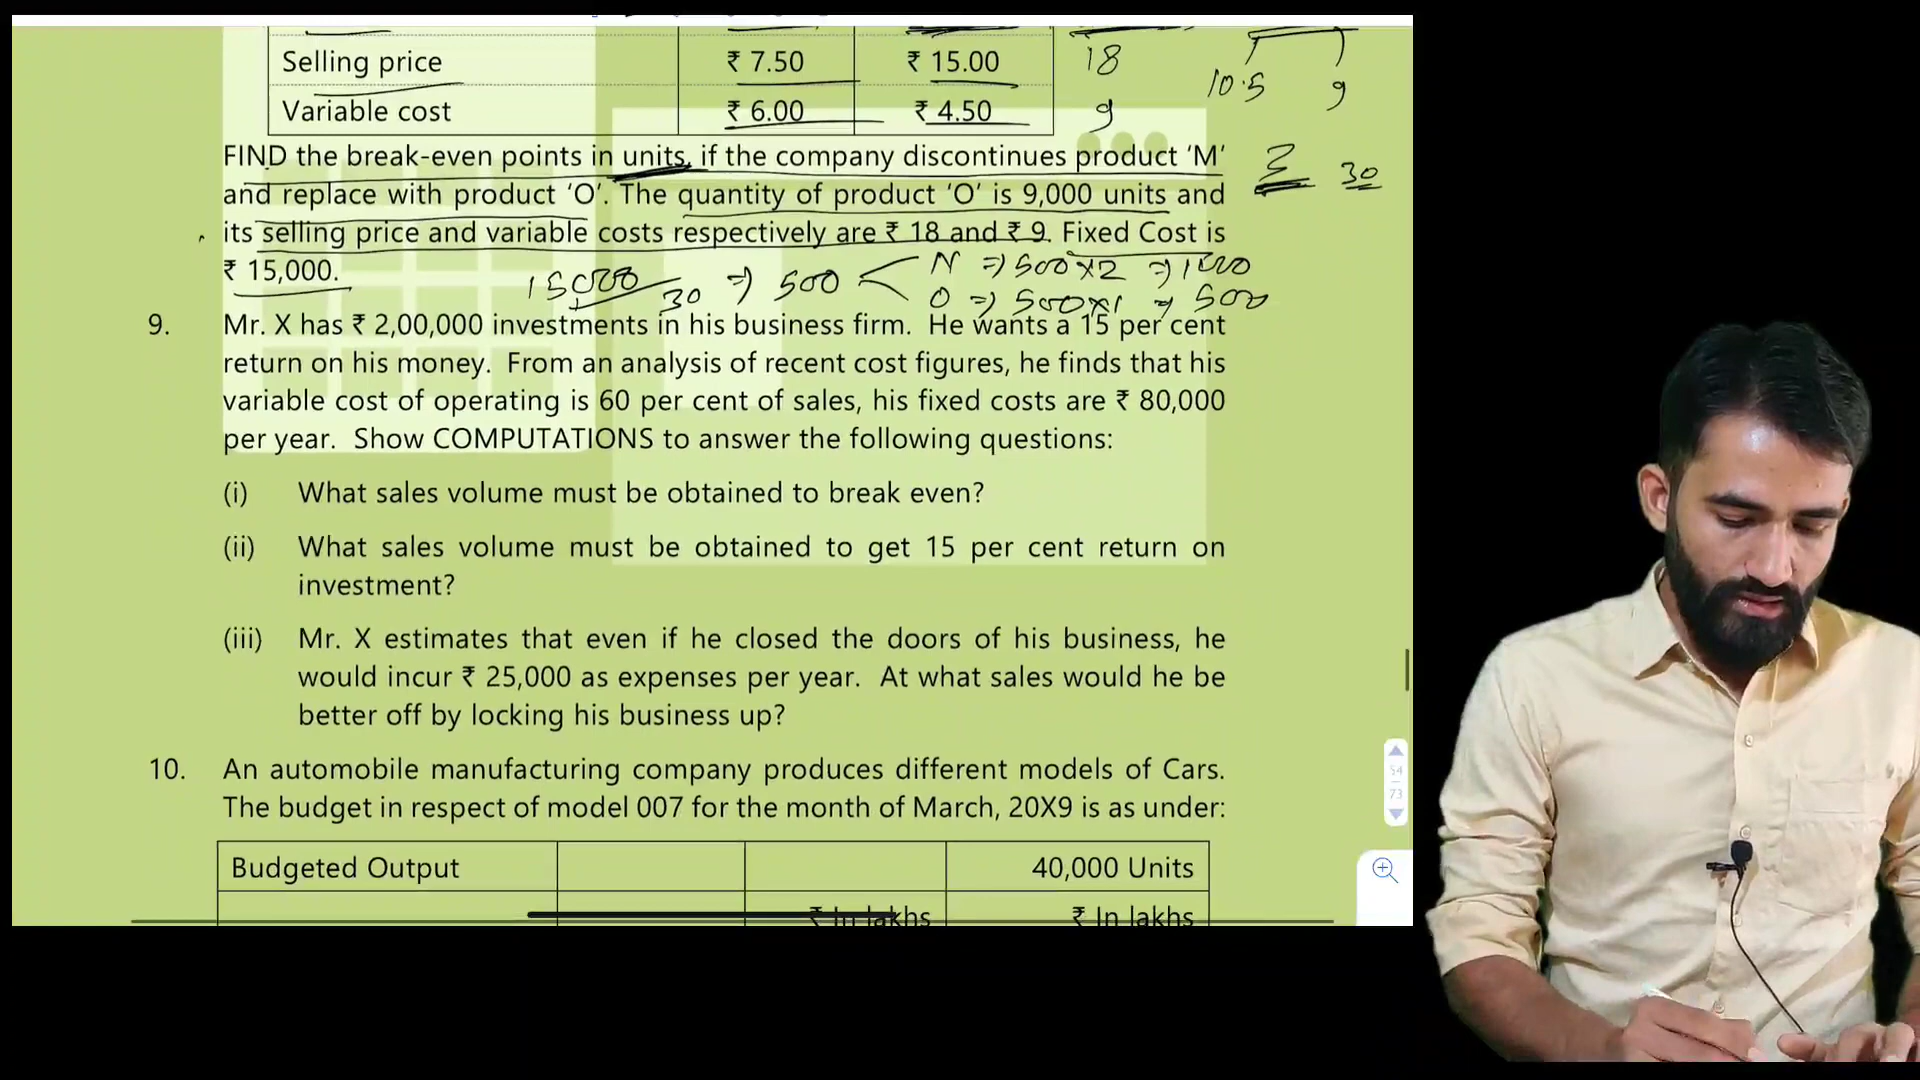 Selling price ₹ 7.50 ₹ 15.00 18
10.5 9
Variable cost ₹ 6.00 ₹ 4.50 9
FIND the break-even points in units, if the company discontinues product ‘M’
and replace with product ‘O’. The quantity of product ‘O’ is 9,000 units and
30
its selling price and variable costs respectively are ₹ 18 and ₹ 9. Fixed Cost is
₹ 15,000.
15000
30 ⇒ 500
N ⇒ 500×2 ⇒ 1000
O ⇒ 500×1 ⇒ 500
9. Mr. X has ₹ 2,00,000 investments in his business firm. He wants a 15 per cent
return on his money. From an analysis of recent cost figures, he finds that his
variable cost of operating is 60 per cent of sales, his fixed costs are ₹ 80,000
per year. Show COMPUTATIONS to answer the following questions:
(i) What sales volume must be obtained to break even?
(ii) What sales volume must be obtained to get 15 per cent return on
investment?
(iii) Mr. X estimates that even if he closed the doors of his business, he
would incur ₹ 25,000 as expenses per year. At what sales would he be
better off by locking his business up?
10. An automobile manufacturing company produces different models of Cars.
The budget in respect of model 007 for the month of March, 20X9 is as under:
54
73
Budgeted Output 40,000 Units
₹ In lakhs ₹ In lakhs